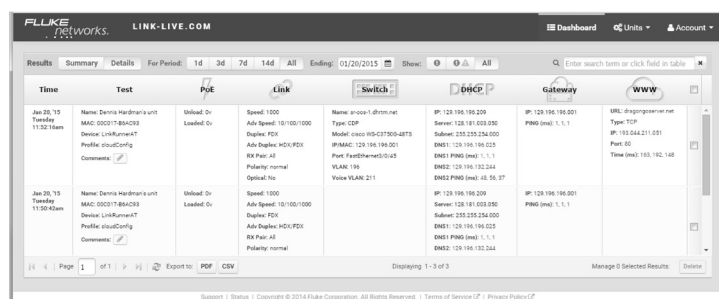 FLUKE networks. LINK-LIVE.COM Dashboard Units Account
Results Summary Details For Period: 1d 3d 7d 14d All Ending: 01/20/2015 Show: All Enter search term or click field in table
Time Test PoE Link Switch DHCP Gateway WWW
Jan 20, '15
Tuesday
11:52:16am
Name: Dennis Hardman's unit
MAC: 00C017-B6AC93
Device: LinkRunnerAT
Profile: cloudConfig
Comments:
Unload: 0v
Loaded: 0v
Speed: 1000
Adv Speed: 10/100/1000
Duplex: FDX
Adv Duplex: HDX/FDX
RX Pair: All
Polarity: normal
Optical: No
Name: sr-cos-1.dhrtm.net
Type: CDP
Model: cisco WS-C3750G-48TS
IP/MAC: 129.196.196.001
Port: FastEthernet3/0/45
VLAN: 196
Voice VLAN: 211
IP: 129.196.196.209
Server: 128.181.003.050
Subnet: 255.255.254.000
DNS1: 129.196.196.025
DNS1 PING (ms): 1, 1, 1
DNS2: 129.196.132.244
DNS2 PING (ms): 48, 56, 37
IP: 129.196.196.001
PING (ms): 1, 1, 1
URL: dragongoserver.net
Type: TCP
IP: 193.044.211.051
Port: 80
Time (ms): 163, 192, 148
Jan 20, '15
Tuesday
11:50:42am
Name: Dennis Hardman's unit
MAC: 00C017-B6AC93
Device: LinkRunnerAT
Profile: cloudConfig
Comments:
Unload: 0v
Loaded: 0v
Speed: 1000
Adv Speed: 10/100/1000
Duplex: FDX
Adv Duplex: HDX/FDX
RX Pair: All
Polarity: normal
IP: 129.196.196.209
Server: 128.181.003.050
Subnet: 255.255.254.000
DNS1: 129.196.196.025
DNS1 PING (ms): 1, 1, 1
DNS2: 129.196.132.244
IP: 129.196.196.001
PING (ms): 1, 1, 1
Page 1 of 1 Export to: PDF CSV Displaying 1 - 3 of 3 Manage 0 Selected Results: Delete
Support | Status | Copyright © 2014 Fluke Corporation. All Rights Reserved. | Terms of Service | Privacy Policy